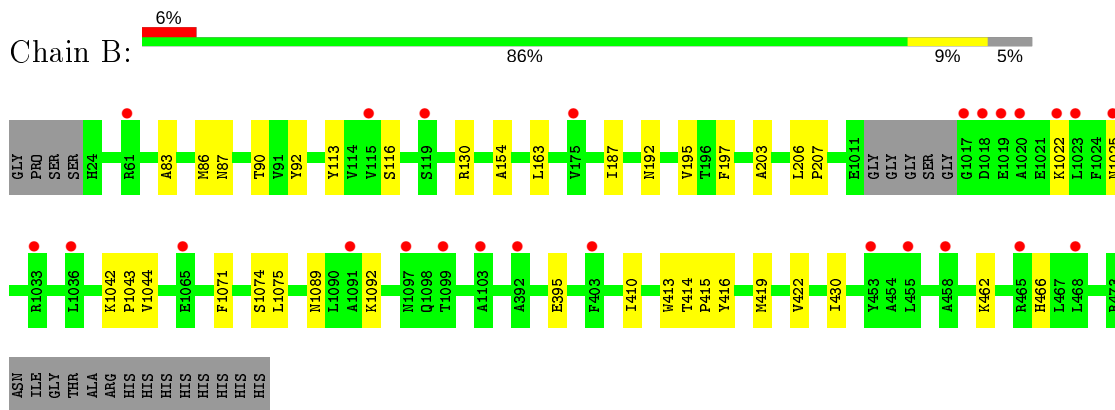 6%
Chain B:
86% 9% 5%
GLY PRO SER SER H24 R61 A83 M86 N87 T90 V91 Y92 Y113 V114 V115 S116 S119 R130 A154 L163 V175 I187 N192 V195 T196 F197 A203 L206 P207 E1011 GLY GLY GLY SER GLY G1017 D1018 E1019 A1020 E1021 K1022 L1023 F1024 N1025
R1033 L1036 K1042 P1043 V1044 E1065 F1071 S1074 L1075 N1089 L1090 A1091 K1092 N1097 Q1098 T1099 A1103 A392 E395 F403 I410 W413 T414 P415 Y416 M419 V422 I430 Y453 A454 L455 A458 K462 R465 H466 L467 L468 R473
ASN ILE GLY THR ALA ARG HIS HIS HIS HIS HIS HIS HIS HIS